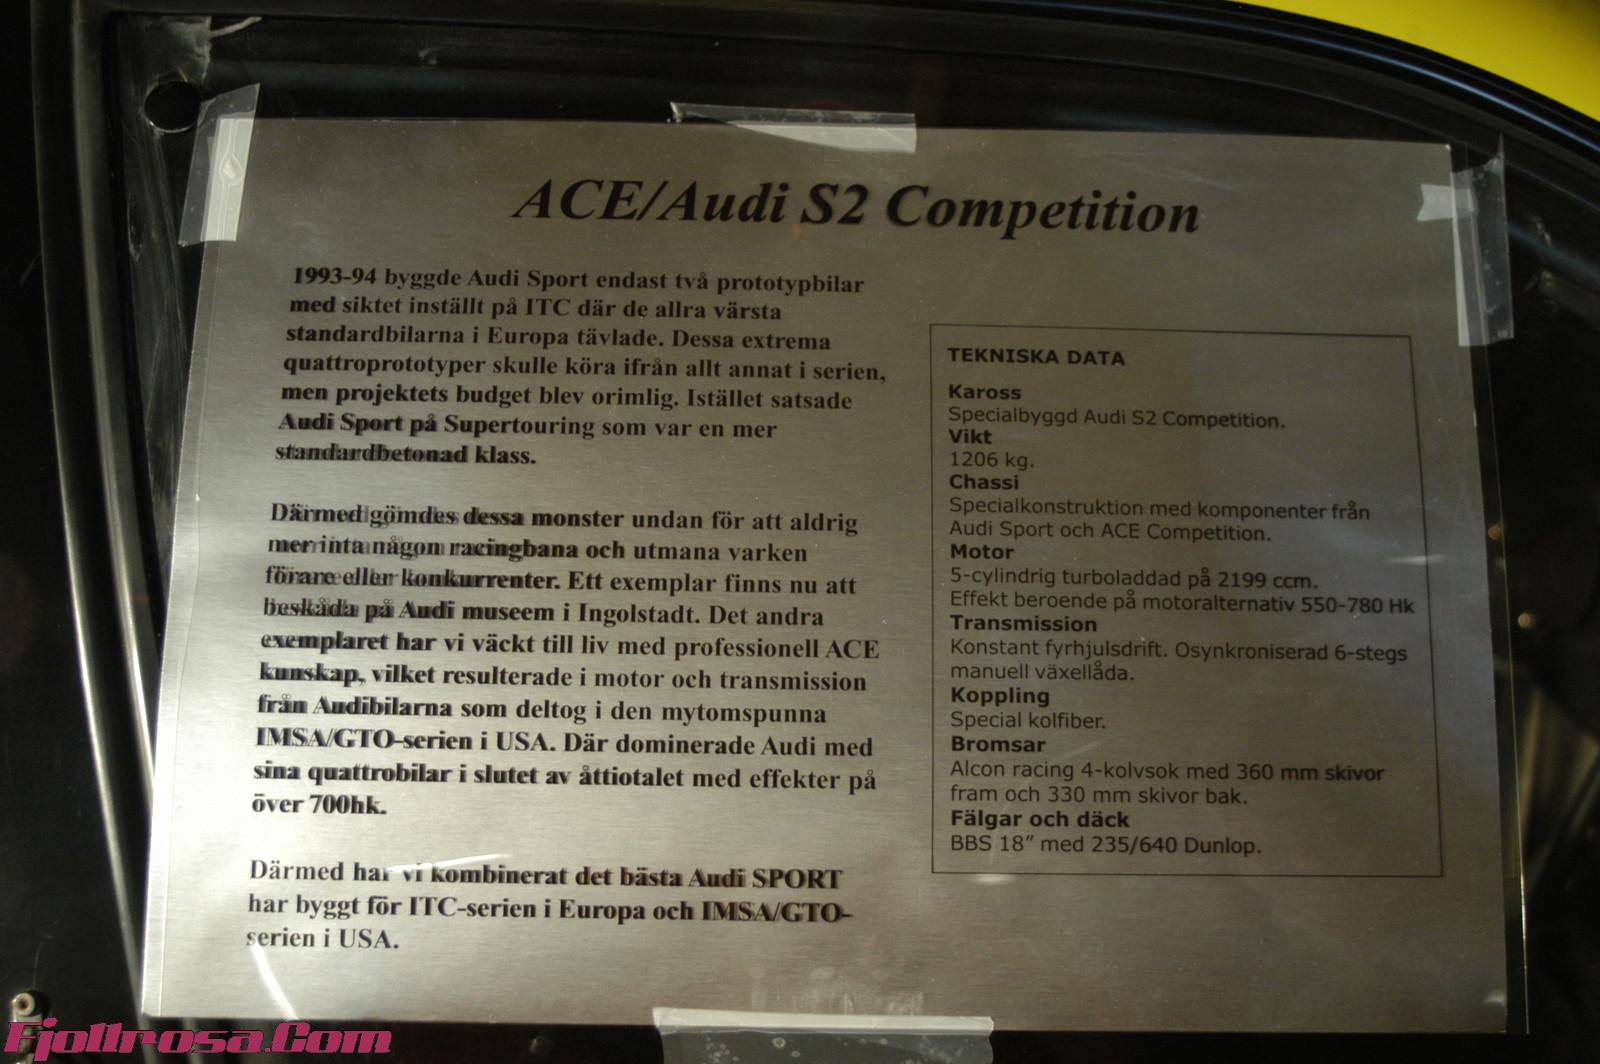 ACE/Audi S2 Competition
1993-94 byggde Audi Sport endast två prototypbilar
med siktet inställt på ITC där de allra värsta
standardbilarna i Europa tävlade. Dessa extrema
quattroprototyper skulle köra ifrån allt annat i serien,
men projektets budget blev orimlig. Istället satsade
Audi Sport på Supertouring som var en mer
standardbetonad klass.
Därmed gömdes dessa monster undan för att aldrig
mer inta någon racingbana och utmana varken
förare eller konkurrenter. Ett exemplar finns nu att
beskåda på Audi museem i Ingolstadt. Det andra
exemplaret har vi väckt till liv med professionell ACE
kunskap, vilket resulterade i motor och transmission
från Audibilarna som deltog i den mytomspunna
IMSA/GTO-serien i USA. Där dominerade Audi med
sina quattrobilar i slutet av åttiotalet med effekter på
över 700hk.
Därmed har vi kombinerat det bästa Audi SPORT
har byggt för ITC-serien i Europa och IMSA/GTO-
serien i USA.
TEKNISKA DATA
Kaross
Specialbyggd Audi S2 Competition.
Vikt
1206 kg.
Chassi
Specialkonstruktion med komponenter från
Audi Sport och ACE Competition.
Motor
5-cylindrig turboladdad på 2199 ccm.
Effekt beroende på motoralternativ 550-780 Hk
Transmission
Konstant fyrhjulsdrift. Osynkroniserad 6-stegs
manuell växellåda.
Koppling
Special kolfiber.
Bromsar
Alcon racing 4-kolvsok med 360 mm skivor
fram och 330 mm skivor bak.
Fälgar och däck
BBS 18” med 235/640 Dunlop.
Fjollrosa.Com